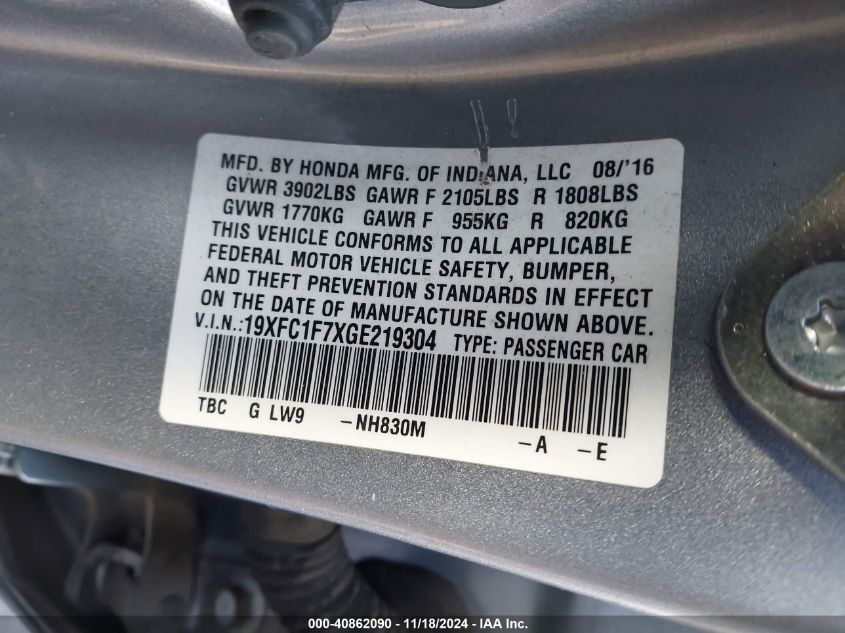 MFD. BY HONDA MFG. OF INDIANA, LLC 08/'16
GVWR 3902LBS GAWR F 2105LBS R 1808LBS
GVWR 1770KG GAWR F 955KG R 820KG
THIS VEHICLE CONFORMS TO ALL APPLICABLE
FEDERAL MOTOR VEHICLE SAFETY, BUMPER,
AND THEFT PREVENTION STANDARDS IN EFFECT
ON THE DATE OF MANUFACTURE SHOWN ABOVE.
V.I.N.:19XFC1F7XGE219304 TYPE: PASSENGER CAR
TBC G LW9 -NH830M -A -E
000-40862090 - 11/18/2024 - IAA Inc.